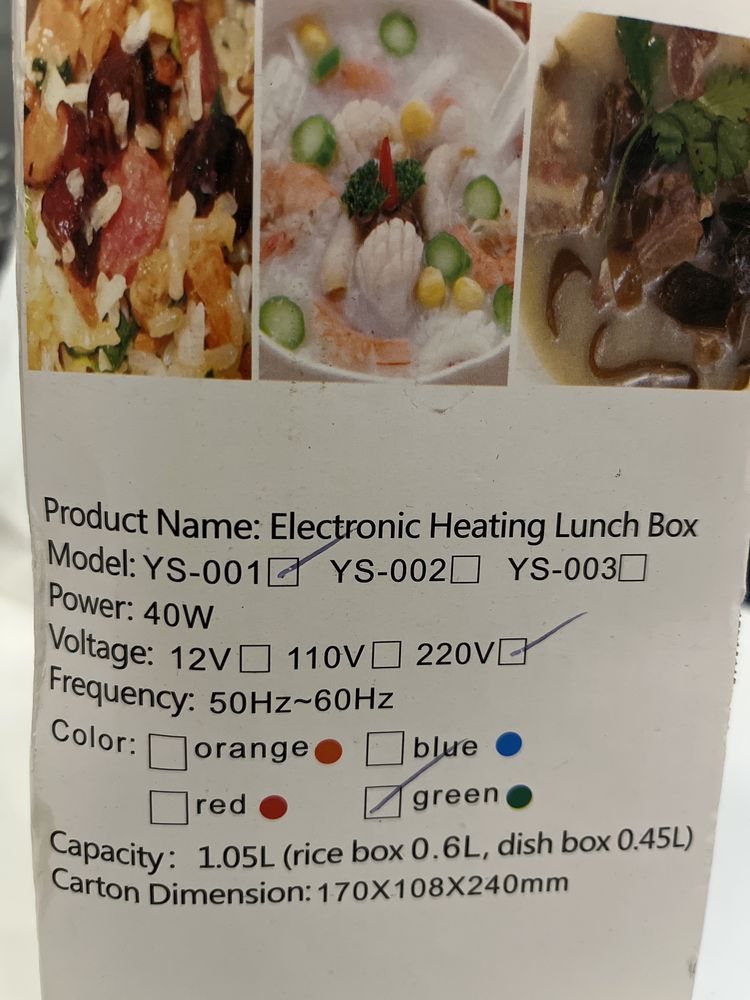 Product Name: Electronic Heating Lunch Box
Model: YS-001☑ YS-002☐ YS-003☐
Power: 40W
Voltage: 12V☐ 110V☐ 220V☑
Frequency: 50Hz~60Hz
Color: ☐orange ☐blue
☐red ☑green
Capacity: 1.05L (rice box 0.6L, dish box 0.45L)
Carton Dimension:170X108X240mm